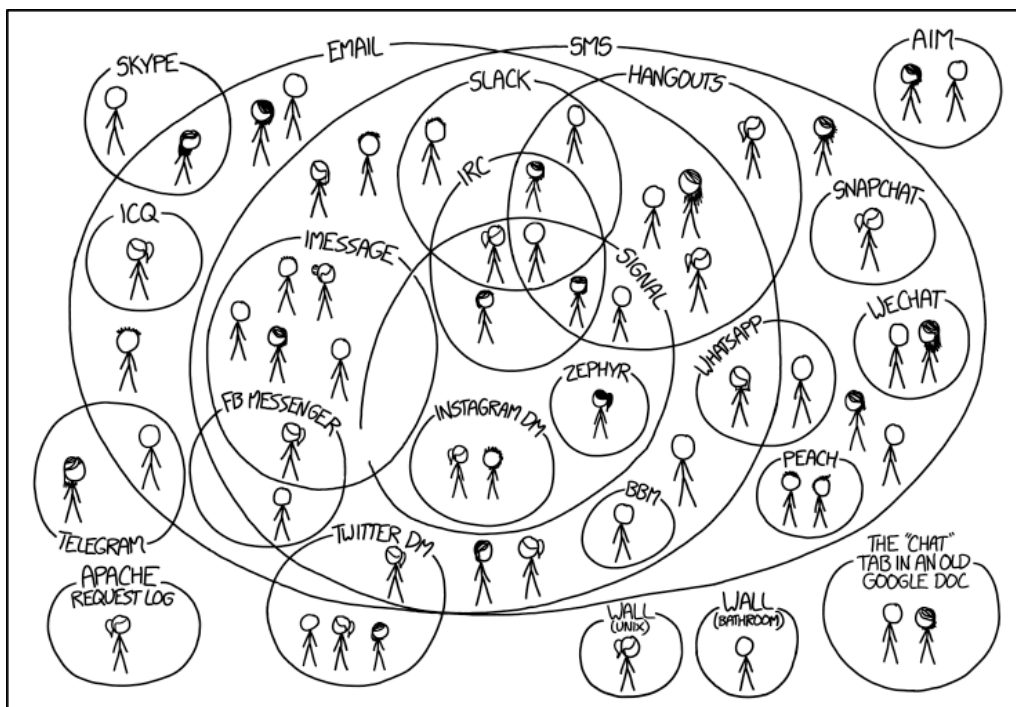 SKYPE
EMAIL
SMS
AIM
SLACK
HANGOUTS
IRC
ICQ
IMESSAGE
SIGNAL
SNAPCHAT
WECHAT
WHATSAPP
ZEPHYR
FB MESSENGER
INSTAGRAM DM
PEACH
BBM
TELEGRAM
TWITTER DM
APACHE
REQUEST LOG
WALL
(UNIX)
WALL
(BATHROOM)
THE "CHAT"
TAB IN AN OLD
GOOGLE DOC